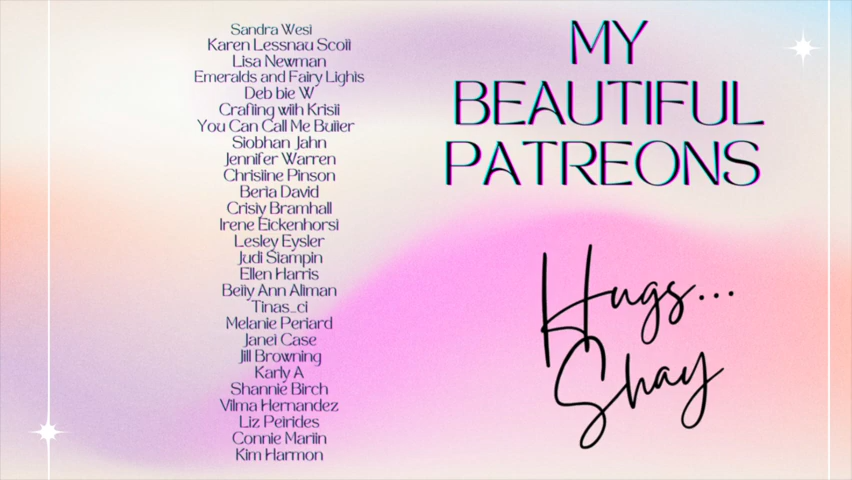 Sandra West
Karen Lessnau Scott
Lisa Newman
Emeralds and Fairy Lights
Deb bie W
Crafting with Kristi
You Can Call Me Butter
Siobhan Jahn
Jennifer Warren
Christine Pinson
Berta David
Cristy Bramhall
Irene Eickenhorst
Lesley Eysler
Judi Stampin
Ellen Harris
Betty Ann Altman
Tinas_ct
Melanie Periard
Janet Case
Jill Browning
Karly A
Shannie Birch
Vilma Hernandez
Liz Petrides
Connie Martin
Kim Harmon
MY
BEAUTIFUL
PATREONS
Hugs...
Shay